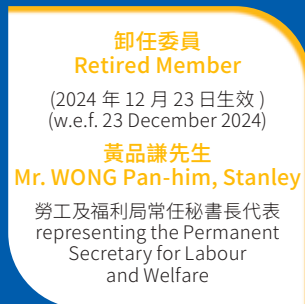 卸任委員
Retired Member
(2024 年 12 月 23 日生效 )
(w.e.f. 23 December 2024)
黃品謙先生
Mr. WONG Pan-him, Stanley
勞工及福利局常任秘書長代表
representing the Permanent
Secretary for Labour
and Welfare